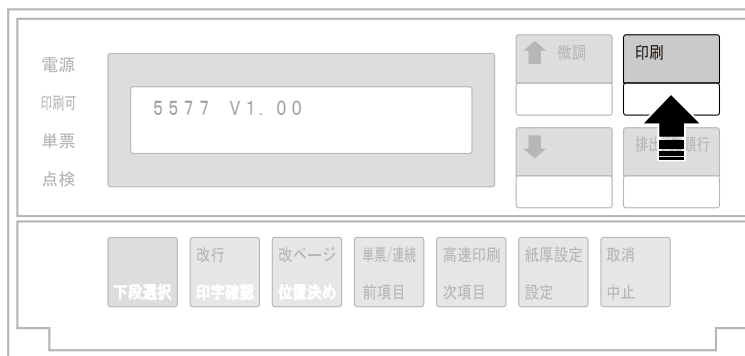 電源
印刷可
単票
点検
5577 V1.00
微調
印刷
排出 頭行
下段選択
改行
印字確認
改ページ
位置決め
単票/連続
前項目
高速印刷
次項目
紙厚設定
設定
取消
中止